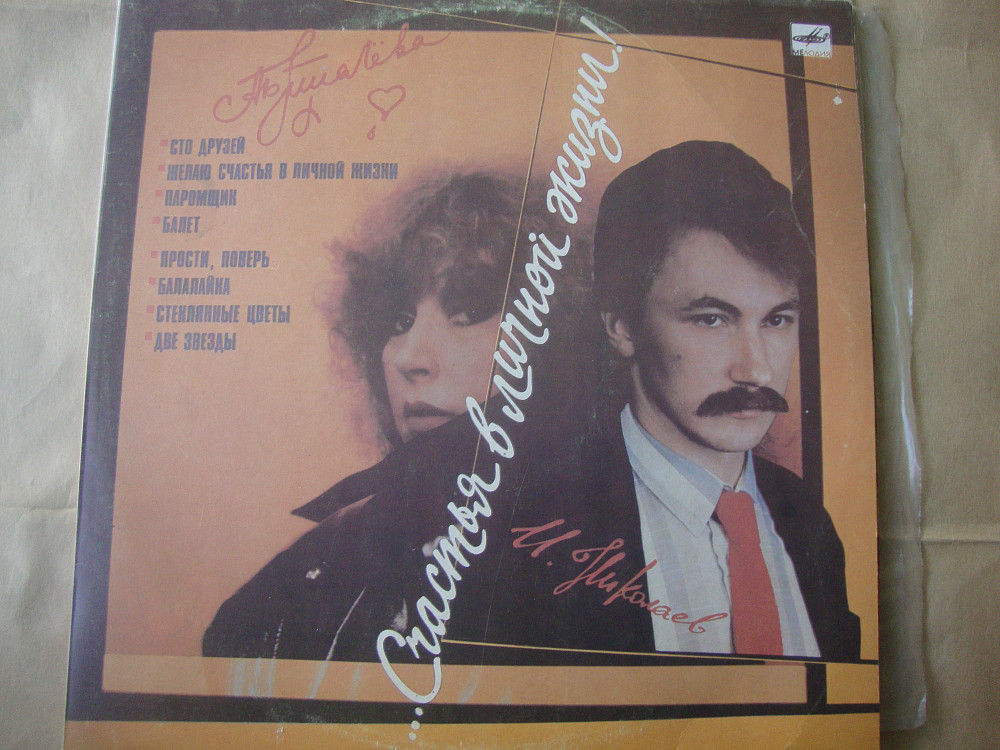 МЕЛОДИЯ
А. Пугачёва
СТО ДРУЗЕЙ
ЖЕЛАЮ СЧАСТЬЯ В ЛИЧНОЙ ЖИЗНИ
ПАРОМЩИК
БАЛЕТ
ПРОСТИ, ПОВЕРЬ
БАЛАЛАЙКА
СТЕКЛЯННЫЕ ЦВЕТЫ
ДВЕ ЗВЕЗДЫ
...Счастья в личной жизни!
И. Николаев